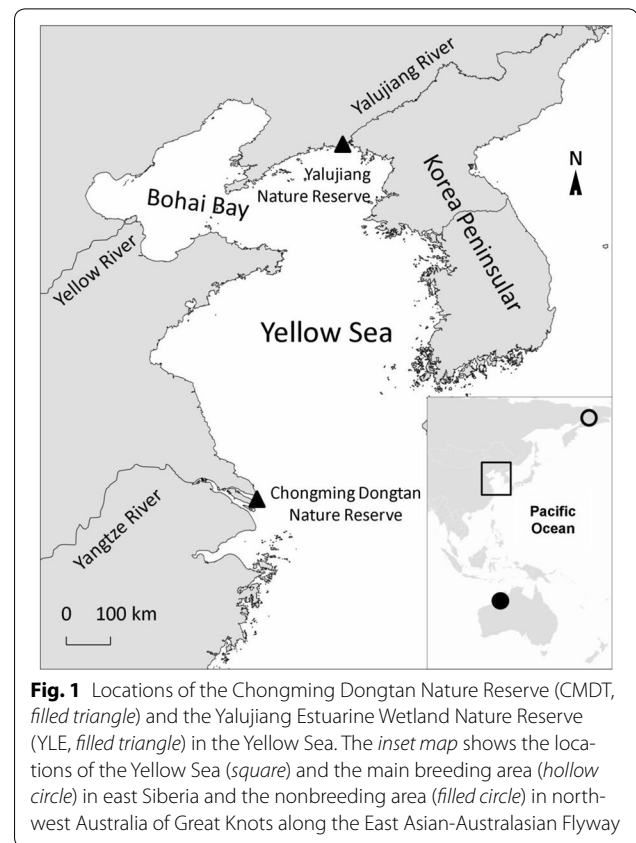 Yalujiang River
N
Yalujiang
Nature Reserve
Korea Peninsular
Bohai Bay
Yellow River
Yellow Sea
Chongming Dongtan
Nature Reserve
Yangtze River
Pacific
Ocean
0 100 km
Fig. 1 Locations of the Chongming Dongtan Nature Reserve (CMDT,
filled triangle) and the Yalujiang Estuarine Wetland Nature Reserve
(YLE, filled triangle) in the Yellow Sea. The inset map shows the loca-
tions of the Yellow Sea (square) and the main breeding area (hollow
circle) in east Siberia and the nonbreeding area (filled circle) in north-
west Australia of Great Knots along the East Asian-Australasian Flyway